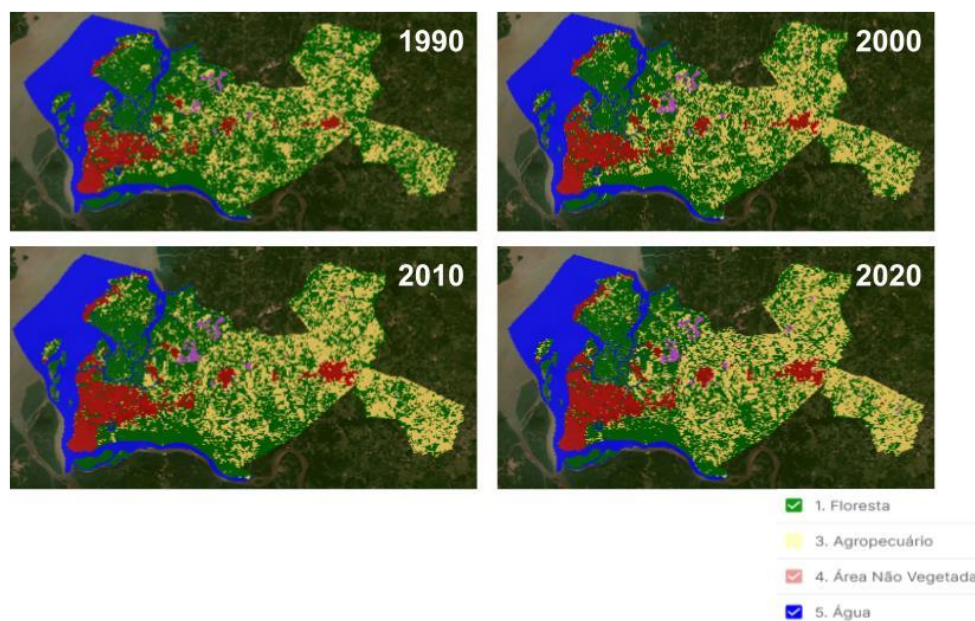 1990
2000
2010
2020
1. Floresta
3. Agropecuário
4. Área Não Vegetada
5. Água